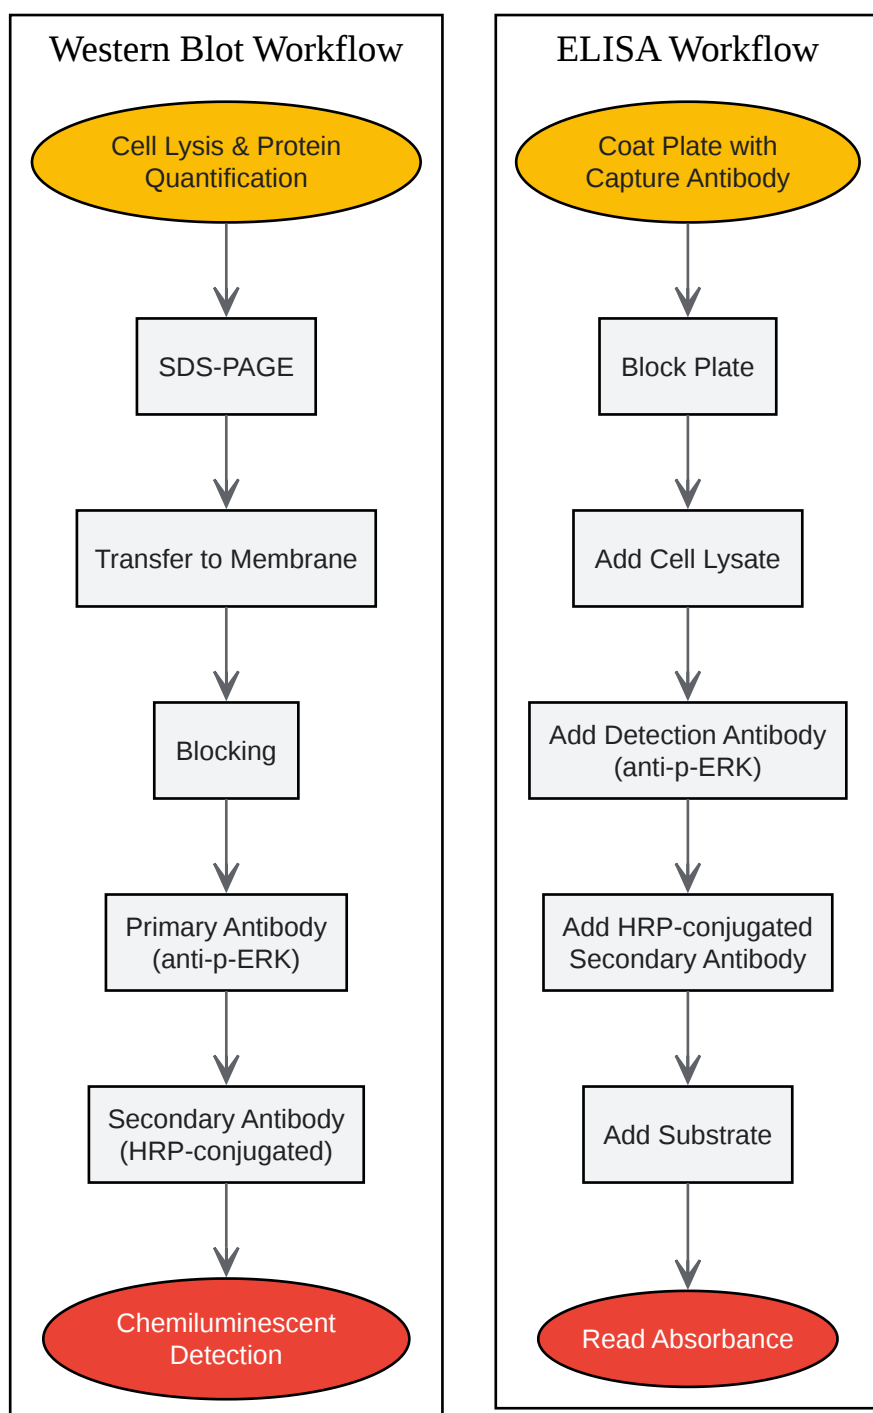 Western Blot Workflow
Cell Lysis & Protein
Quantification
SDS-PAGE
Transfer to Membrane
Blocking
Primary Antibody
(anti-p-ERK)
Secondary Antibody
(HRP-conjugated)
Chemiluminescent
Detection
ELISA Workflow
Coat Plate with
Capture Antibody
Block Plate
Add Cell Lysate
Add Detection Antibody
(anti-p-ERK)
Add HRP-conjugated
Secondary Antibody
Add Substrate
Read Absorbance